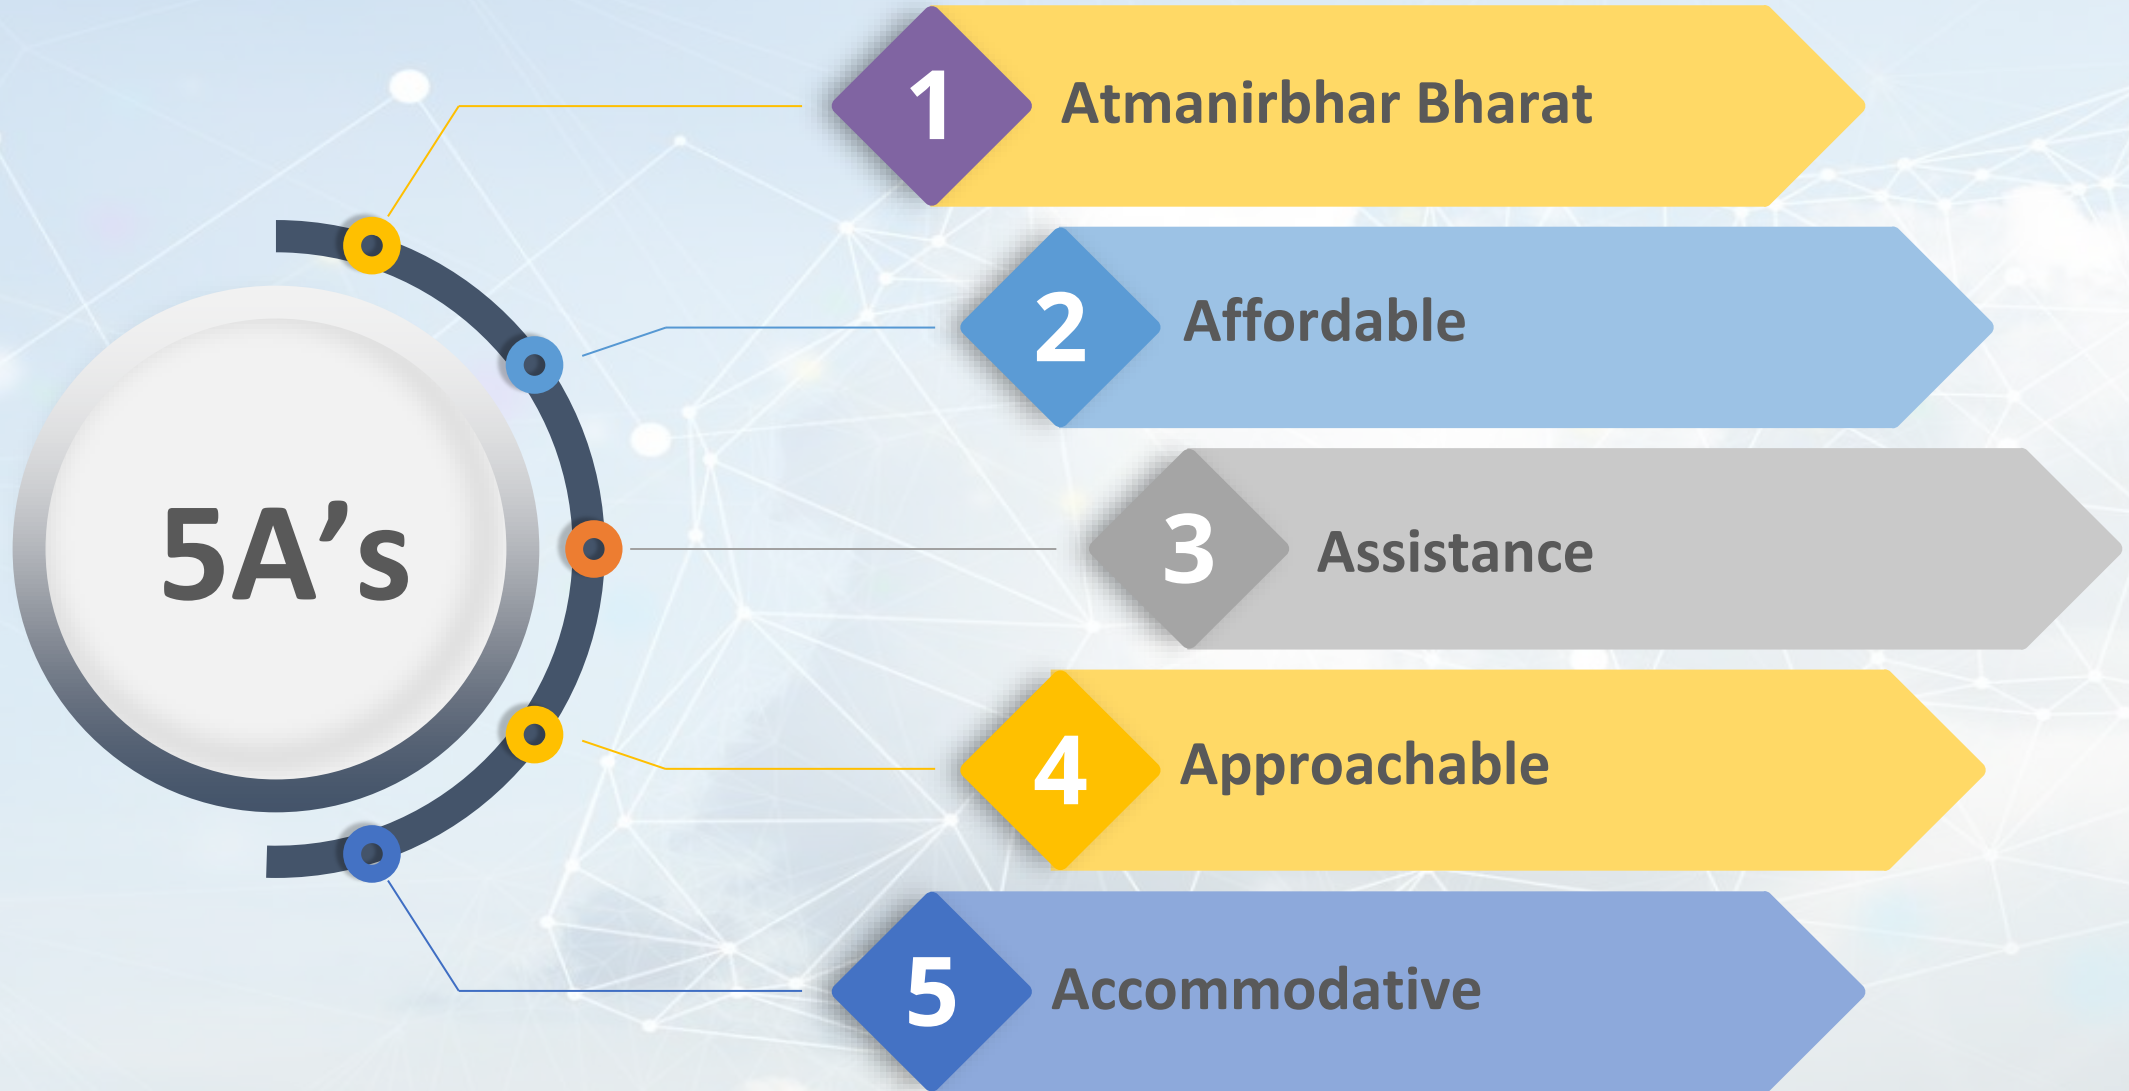 5A’s
1
Atmanirbhar Bharat
2
Affordable
3
Assistance
4
Approachable
5
Accommodative